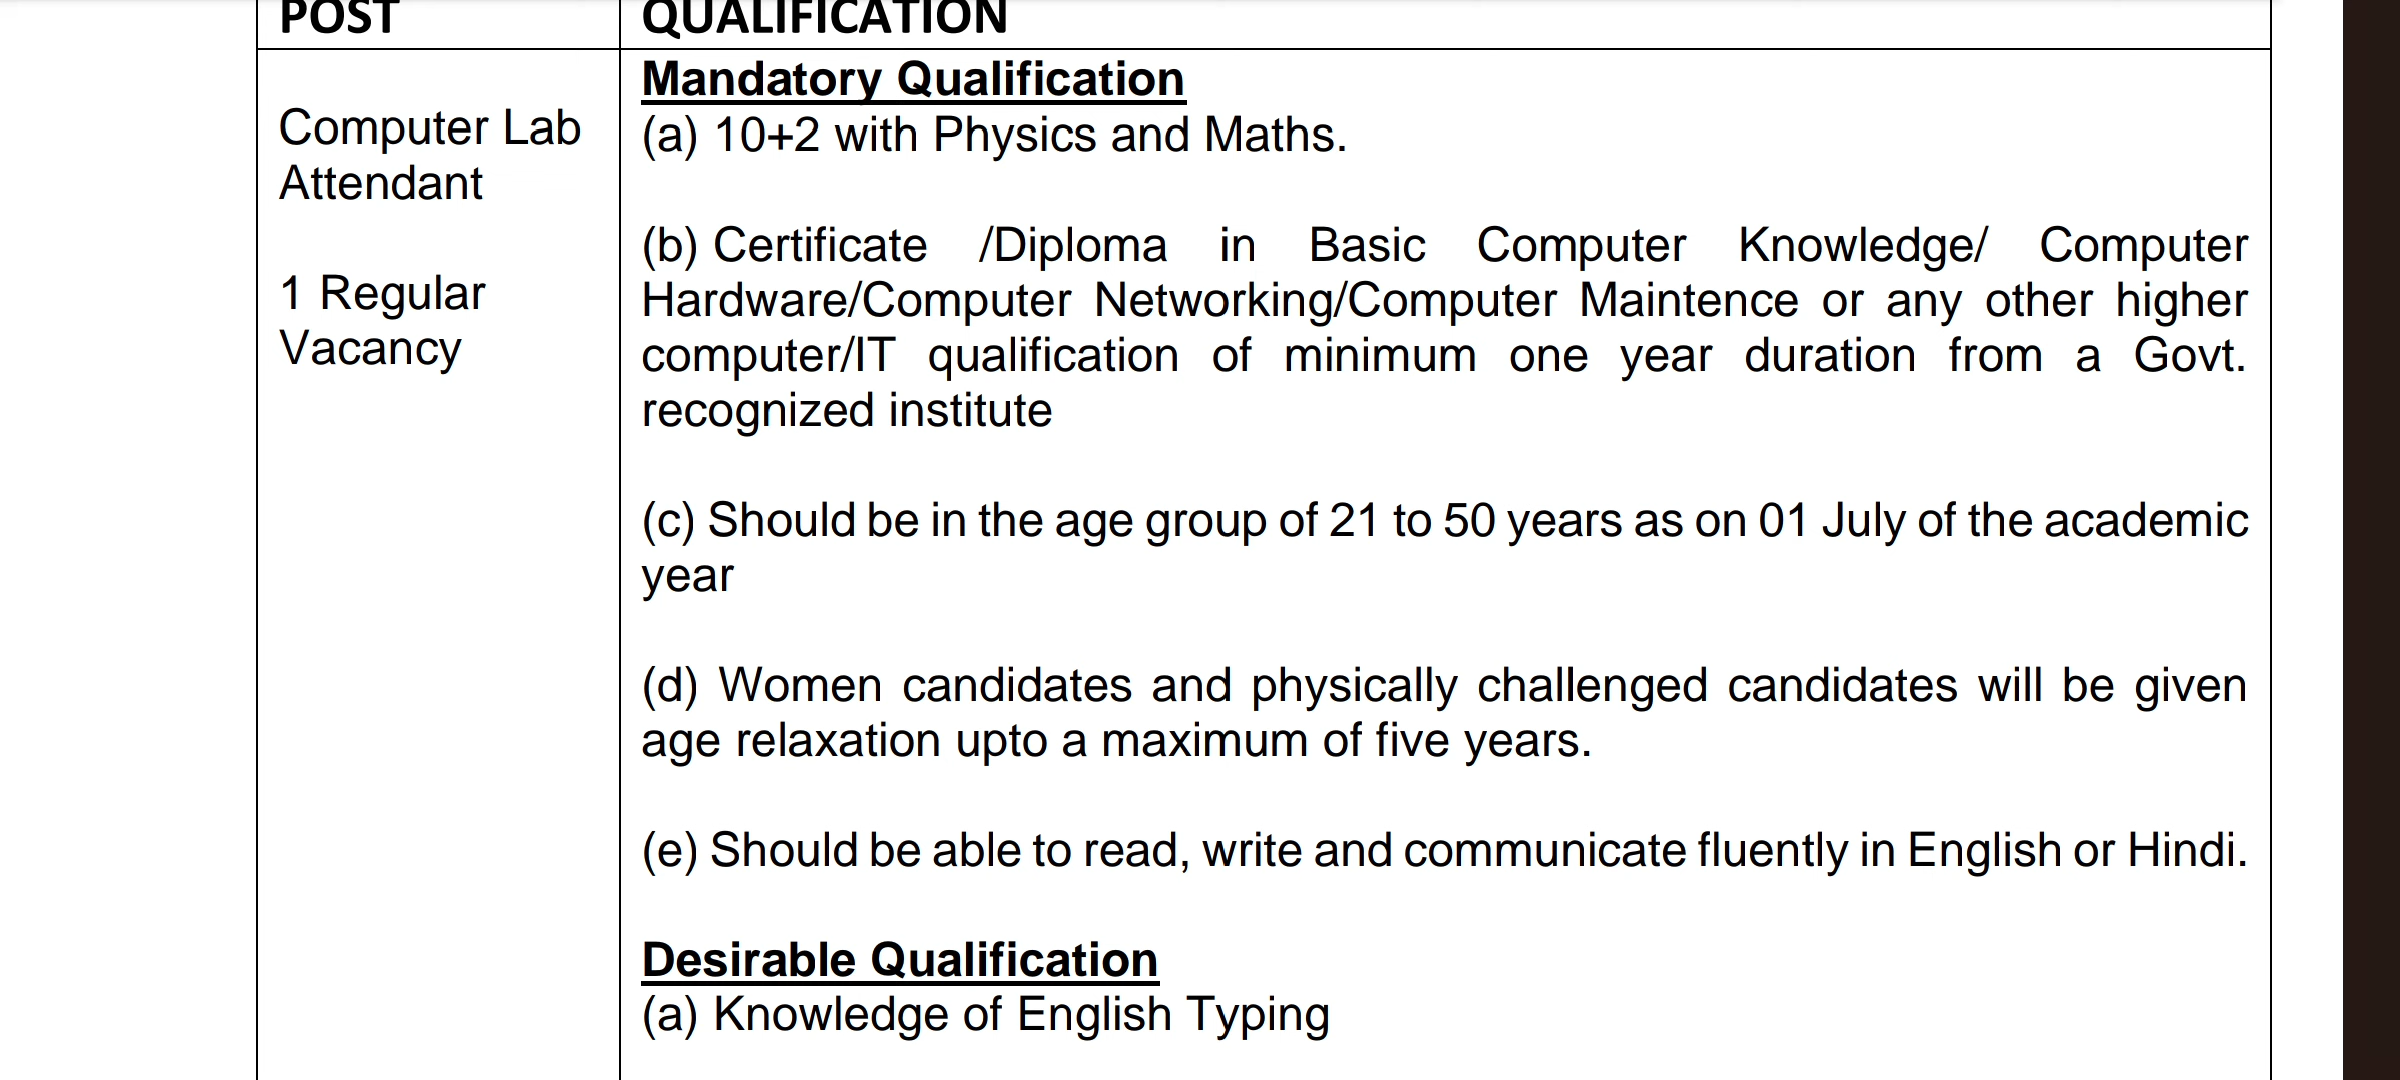 POST
QUALIFICATION
Computer Lab
Attendant
1 Regular
Vacancy
Mandatory Qualification
(a) 10+2 with Physics and Maths.
(b) Certificate /Diploma in Basic Computer Knowledge/ Computer
Hardware/Computer Networking/Computer Maintence or any other higher
computer/IT qualification of minimum one year duration from a Govt.
recognized institute
(c) Should be in the age group of 21 to 50 years as on 01 July of the academic
year
(d) Women candidates and physically challenged candidates will be given
age relaxation upto a maximum of five years.
(e) Should be able to read, write and communicate fluently in English or Hindi.
Desirable Qualification
(a) Knowledge of English Typing